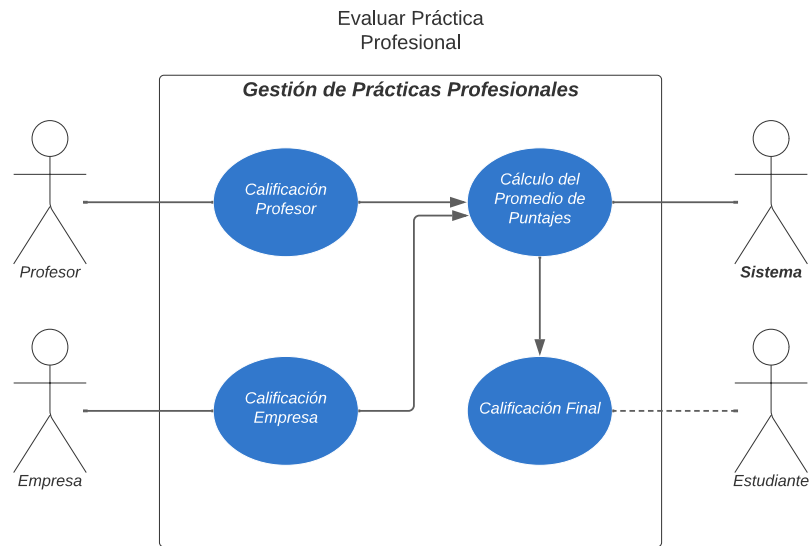 Evaluar Práctica
Profesional
Gestión de Prácticas Profesionales
Calificación
Profesor
Cálculo del
Promedio de
Puntajes
Profesor
Sistema
Calificación
Empresa
Calificación Final
Empresa
Estudiante